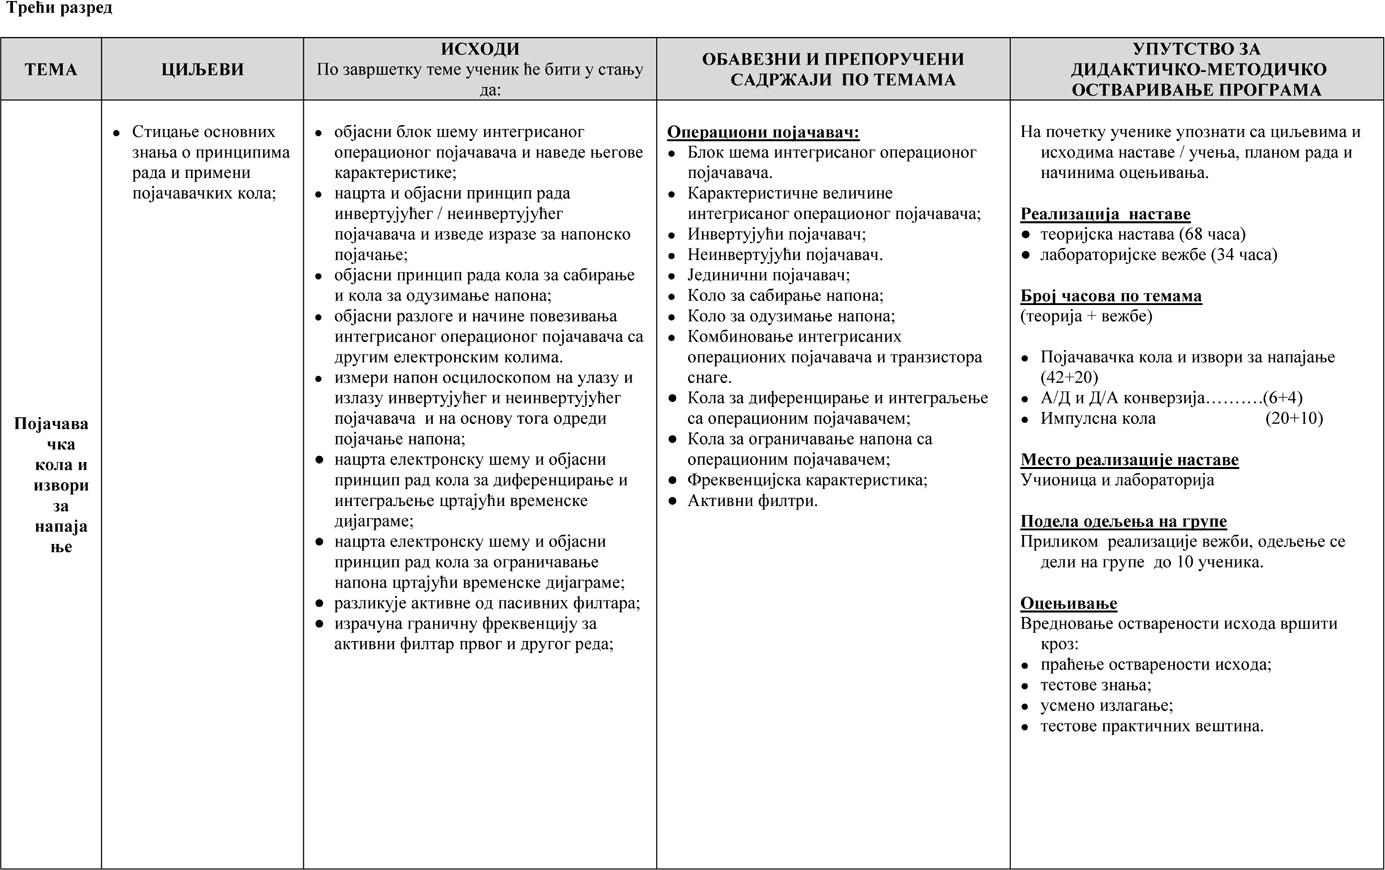 Трећи разред
ТЕМА
ЦИЉЕВИ
ИСХОДИ
По завршетку теме ученик ће бити у стању
да:
ОБАВЕЗНИ И ПРЕПОРУЧЕНИ
САДРЖАЈИ ПО ТЕМАМА
УПУТСТВО ЗА
ДИДАКТИЧКО-МЕТОДИЧКО
ОСТВАРИВАЊЕ ПРОГРАМА
Појачава
чка
кола и
извори
за
напаја
ње
● Стицање основних
знања о принципима
рада и примени
појачавачких кола;
● објасни блок шему интегрисаног
операционог појачавача и наведе његове
карактеристике;
● нацрта и објасни принцип рада
инвертујућег / неинвертујућег
појачавача и изведе изразе за напонско
појачање;
● објасни принцип рада кола за сабирање
и кола за одузимање напона;
● објасни разлоге и начине повезивања
интегрисаног операционог појачавача са
другим електронским колима.
● измери напон осцилоскопом на улазу и
излазу инвертујућег и неинвертујућег
појачавача и на основу тога одреди
појачање напона;
● нацрта електронску шему и објасни
принцип рад кола за диференцирање и
интеграљење цртајући временске
дијаграме;
● нацрта електронску шему и објасни
принцип рад кола за ограничавање
напона цртајући временске дијаграме;
● разликује активне од пасивних филтара;
● израчуна граничну фреквенцију за
активни филтар првог и другог реда;
Операциони појачавач:
● Блок шема интегрисаног операционог
појачавача.
● Карактеристичне величине
интегрисаног операционог појачавача;
● Инвертујући појачавач;
● Неинвертујући појачавач.
● Јединични појачавач;
● Коло за сабирање напона;
● Коло за одузимање напона;
● Комбиновање интегрисаних
операционих појачавача и транзистора
снаге.
● Кола за диференцирање и интеграљење
са операционим појачавачем;
● Кола за ограничавање напона са
операционим појачавачем;
● Фреквенцијска карактеристика;
● Активни филтри.
На почетку ученике упознати са циљевима и
исходима наставе / учења, планом рада и
начинима оцењивања.
Реализација наставе
● теоријска настава (68 часа)
● лабораторијске вежбе (34 часа)
Број часова по темама
(теорија + вежбе)
● Појачавачка кола и извори за напајање
(42+20)
● А/Д и Д/А конверзија……….(6+4)
● Импулсна кола (20+10)
Место реализације наставе
Учионица и лабораторија
Подела одељења на групе
Приликом реализације вежби, одељење се
дели на групе до 10 ученика.
Оцењивање
Вредновање остварености исхода вршити
кроз:
● праћење остварености исхода;
● тестове знања;
● усмено излагање;
● тестове практичних вештина.